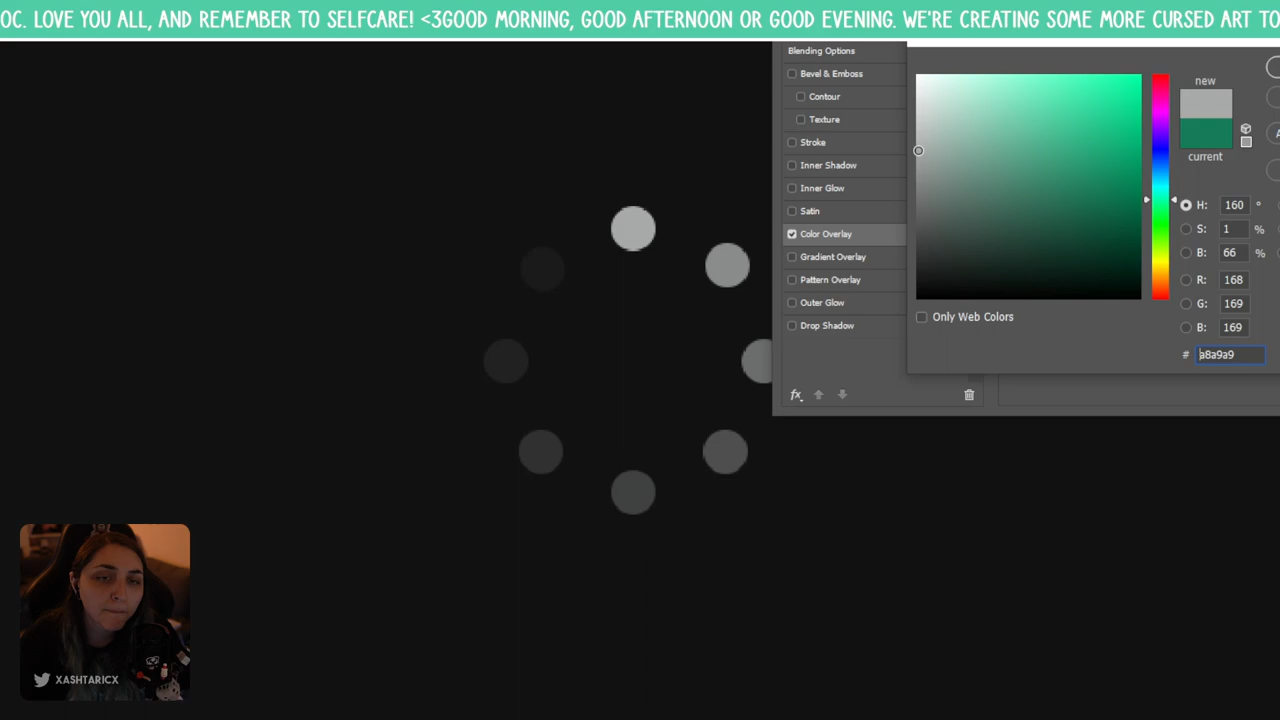 OC. LOVE YOU ALL, AND REMEMBER TO SELFCARE! <3GOOD MORNING, GOOD AFTERNOON OR GOOD EVENING. WE'RE CREATING SOME MORE CURSED ART TO
Blending Options
Bevel & Emboss
Contour
Texture
Stroke
Inner Shadow
Inner Glow
Satin
Color Overlay
Gradient Overlay
Pattern Overlay
Outer Glow
Drop Shadow
fx
new
current
H: 160 °
S: 1 %
B: 66 %
R: 168
G: 169
B: 169
# a8a9a9
Only Web Colors
XASHTARICX